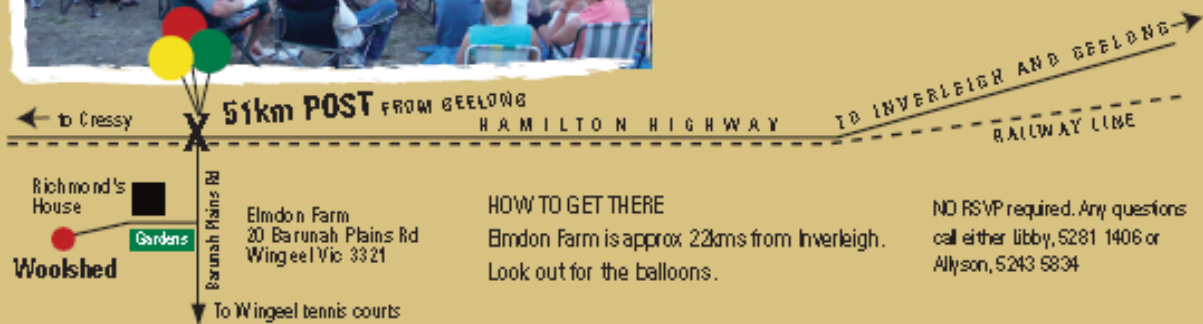 to Cressy
51km POST FROM GEELONG
HAMILTON HIGHWAY
TO INVERLEIGH AND GEELONG
RAILWAY LINE
X
Richmond's
House
Gardens
Woolshed
Barunah Plains Rd
To Wingeel tennis courts
Elmdon Farm
20 Barunah Plains Rd
Wingeel Vic 3321
HOW TO GET THERE
Elmdon Farm is approx 22kms from Inverleigh.
Look out for the balloons.
NO RSVP required. Any questions
call either Libby, 5281 1406 or
Allyson, 5243 5834